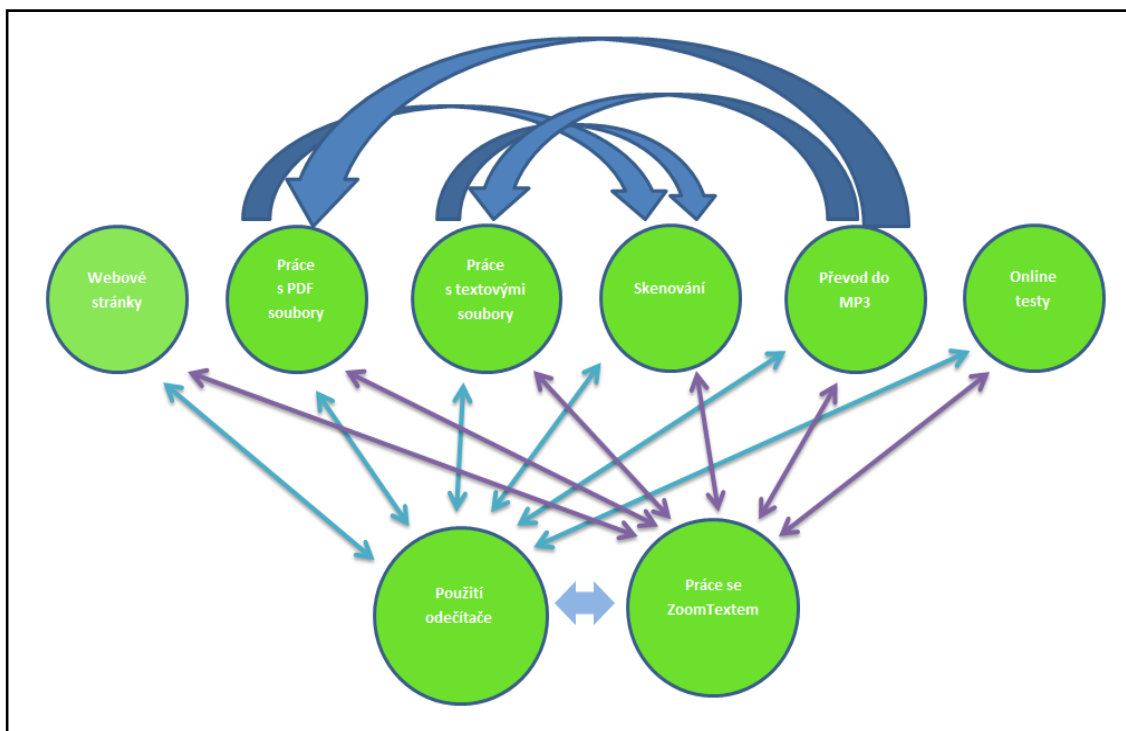 Webové
stránky
Práce
s PDF
soubory
Práce
s textovými
soubory
Skenování
Převod do
MP3
Online
testy
Použití
odečítače
Práce se
ZoomTextem